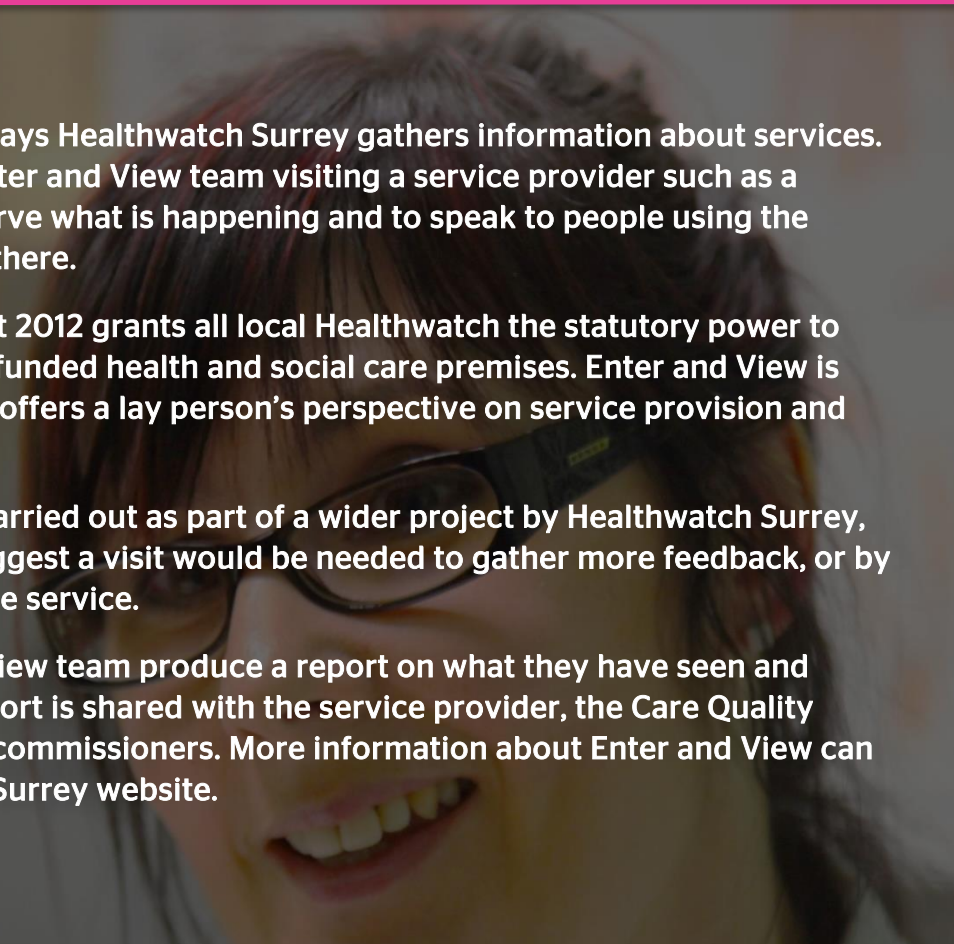 ays Healthwatch Surrey gathers information about services.
ter and View team visiting a service provider such as a
rve what is happening and to speak to people using the
there.
t 2012 grants all local Healthwatch the statutory power to
funded health and social care premises. Enter and View is
offers a lay person’s perspective on service provision and
arried out as part of a wider project by Healthwatch Surrey,
ggest a visit would be needed to gather more feedback, or by
e service.
iew team produce a report on what they have seen and
ort is shared with the service provider, the Care Quality
commissioners. More information about Enter and View can
Surrey website.